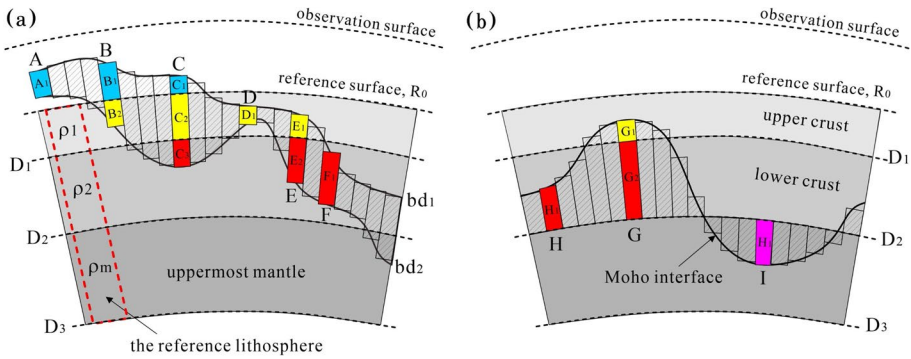 (a)
observation surface
A
B
C
reference surface, R0
A1
B1
C1
B2
C2
D
D1
E1
ρ1
C3
E2
F1
D1
ρ2
E
F
bd1
D2
bd2
ρm
uppermost mantle
D3
the reference lithosphere
(b)
observation surface
reference surface, R0
upper crust
G1
D1
lower crust
G2
H1
H
G
H1
D2
Moho interface
I
D3